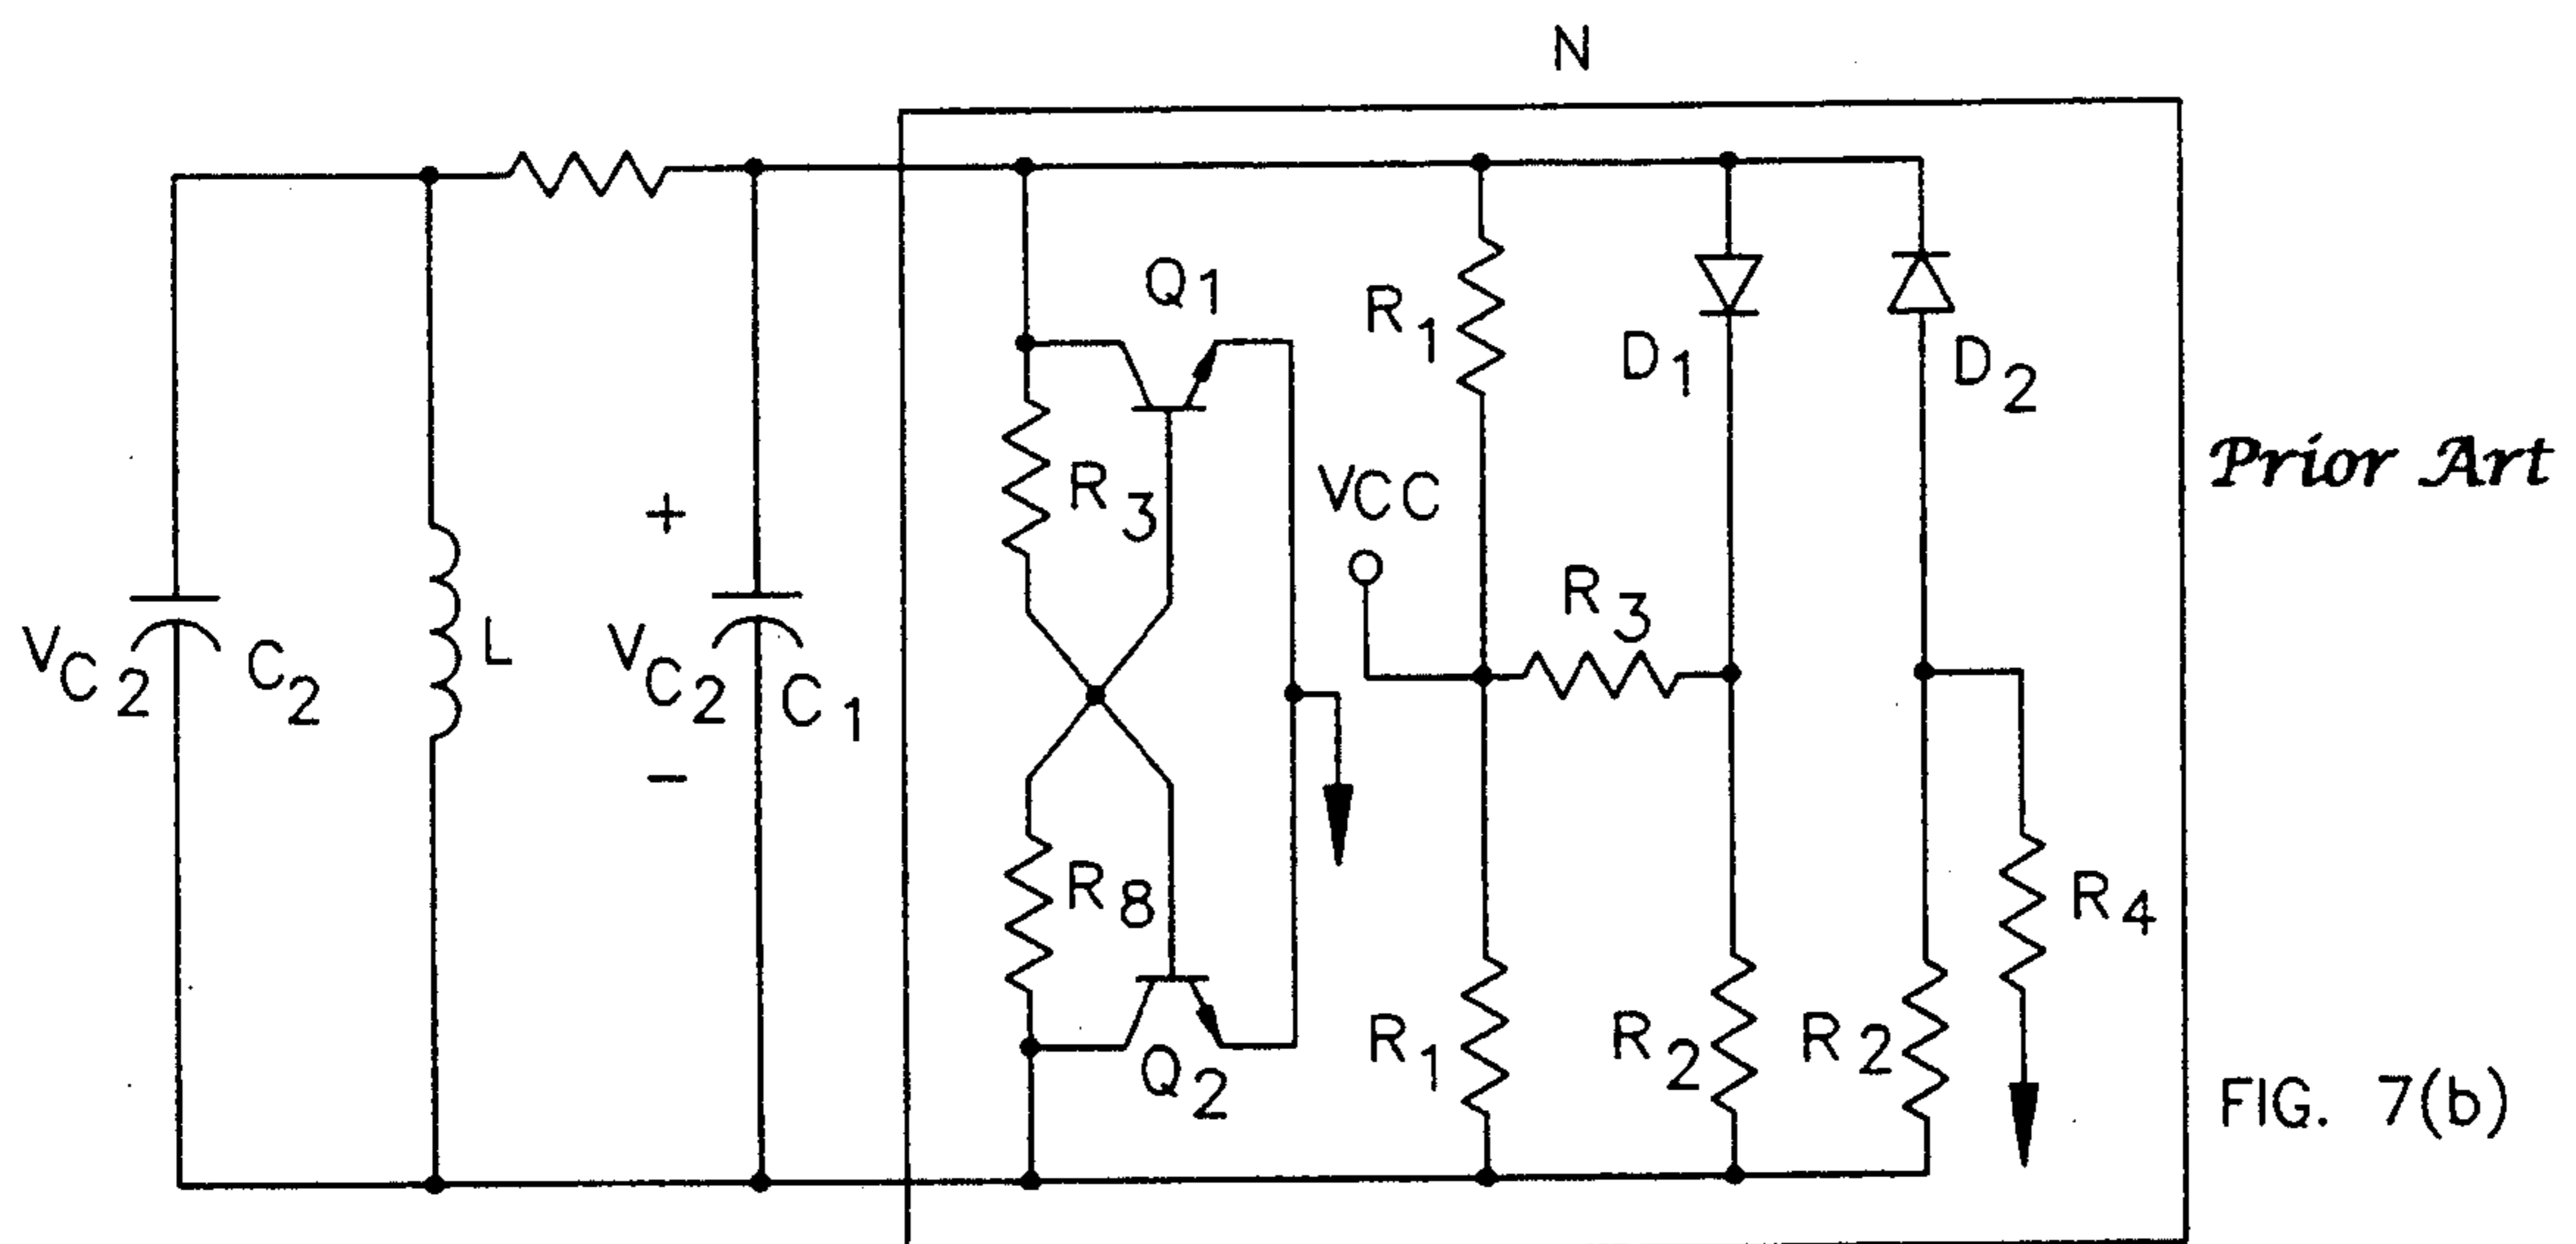 N
Q1
R1
D1
D2
R3
VCC
Prior Art
+
R3
VC2
C2
L
VC2
C1
−
R8
R4
Q2
R1
R2
R2
FIG. 7(b)